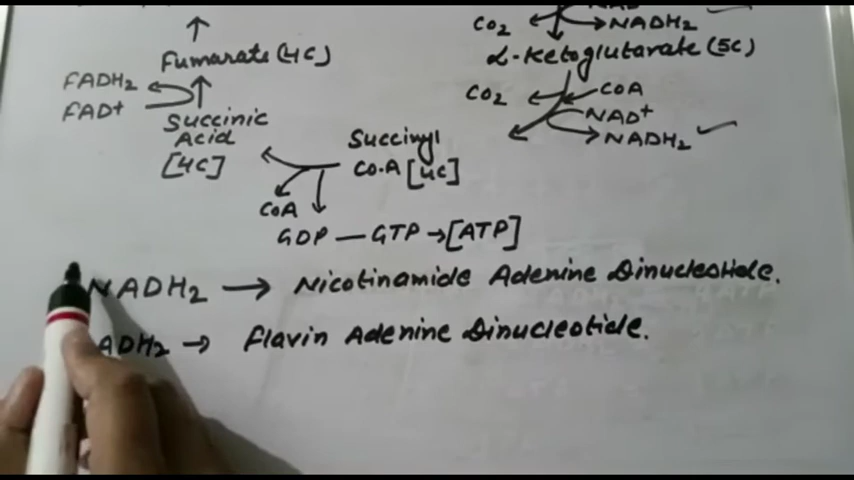 CO2 NADH2
Fumarate (4C)
α-Ketoglutarate (5C)
FADH2
FAD+
CO2 COA
NAD+
NADH2
Succinic
Acid
[4C]
Succinyl
CO.A [4C]
COA
GDP — GTP → [ATP]
NADH2 → Nicotinamide Adenine Dinucleotide.
ADH2 → Flavin Adenine Dinucleotide.